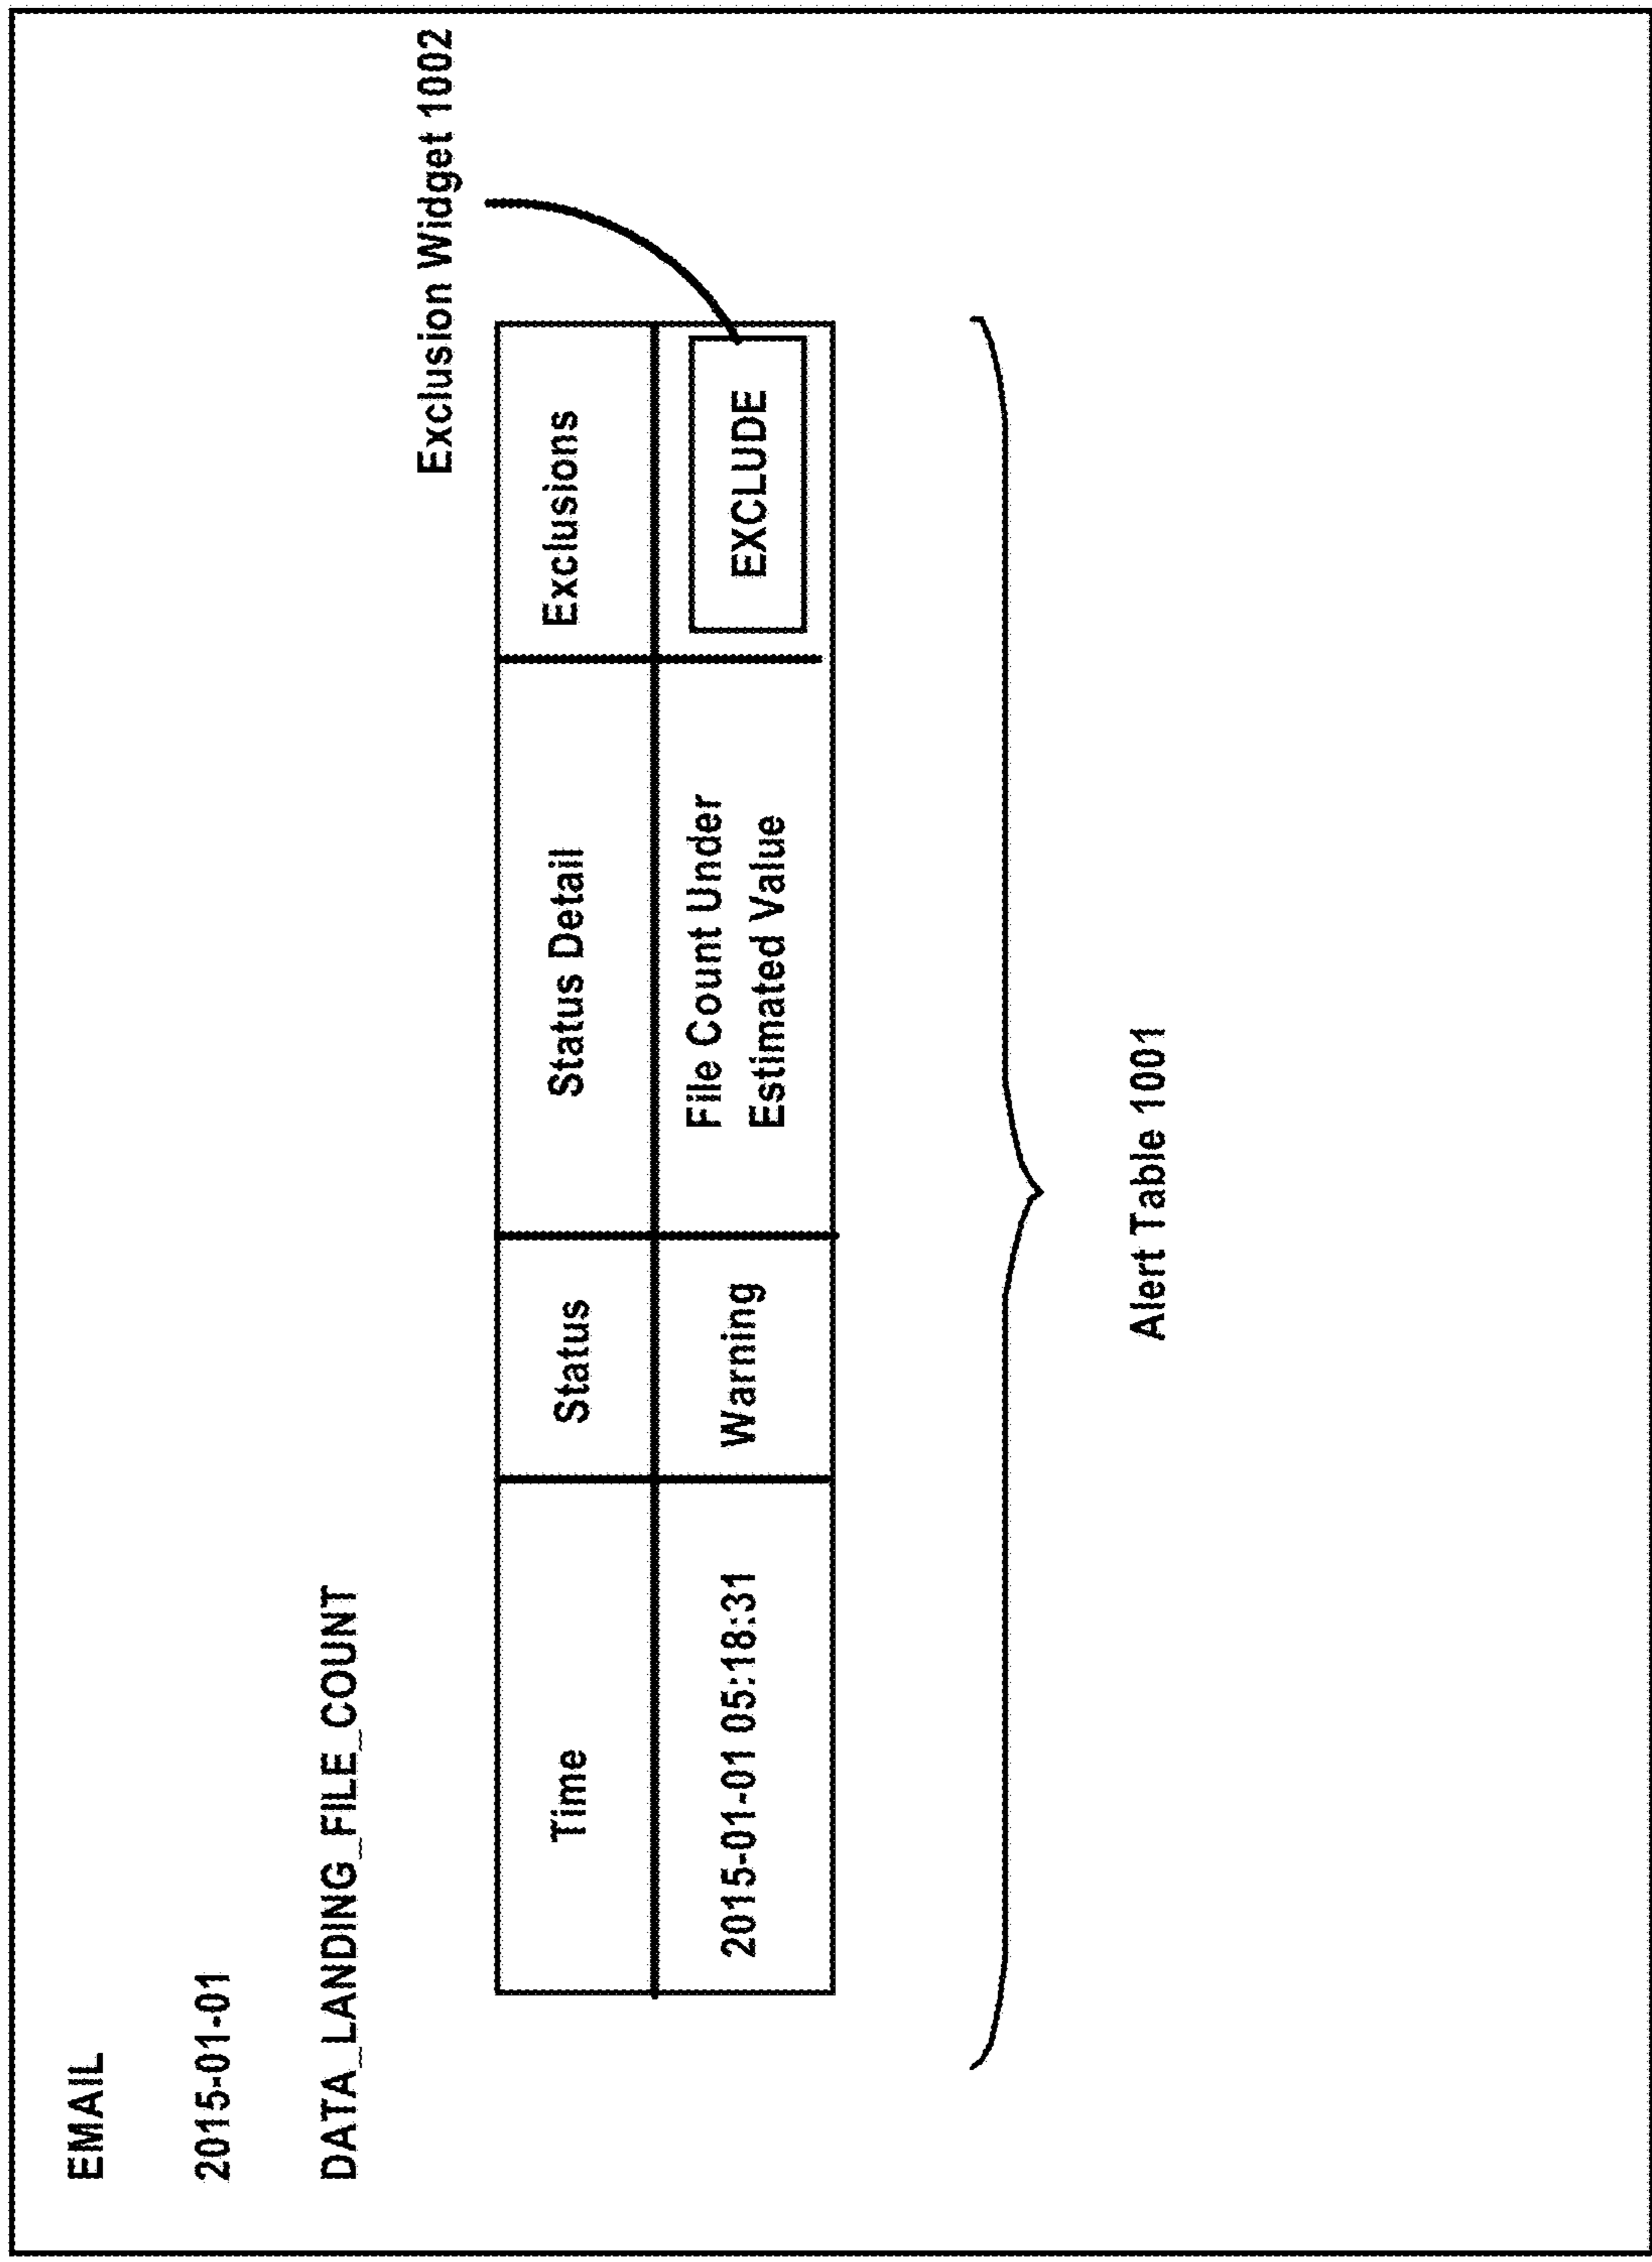 EMAIL
2015-01-01
DATA_LANDING_FILE_COUNT
Exclusion Widget 1002
Time Status Status Detail Exclusions
2015-01-01 05:18:31 Warning File Count Under
Estimated Value
EXCLUDE
Alert Table 1001